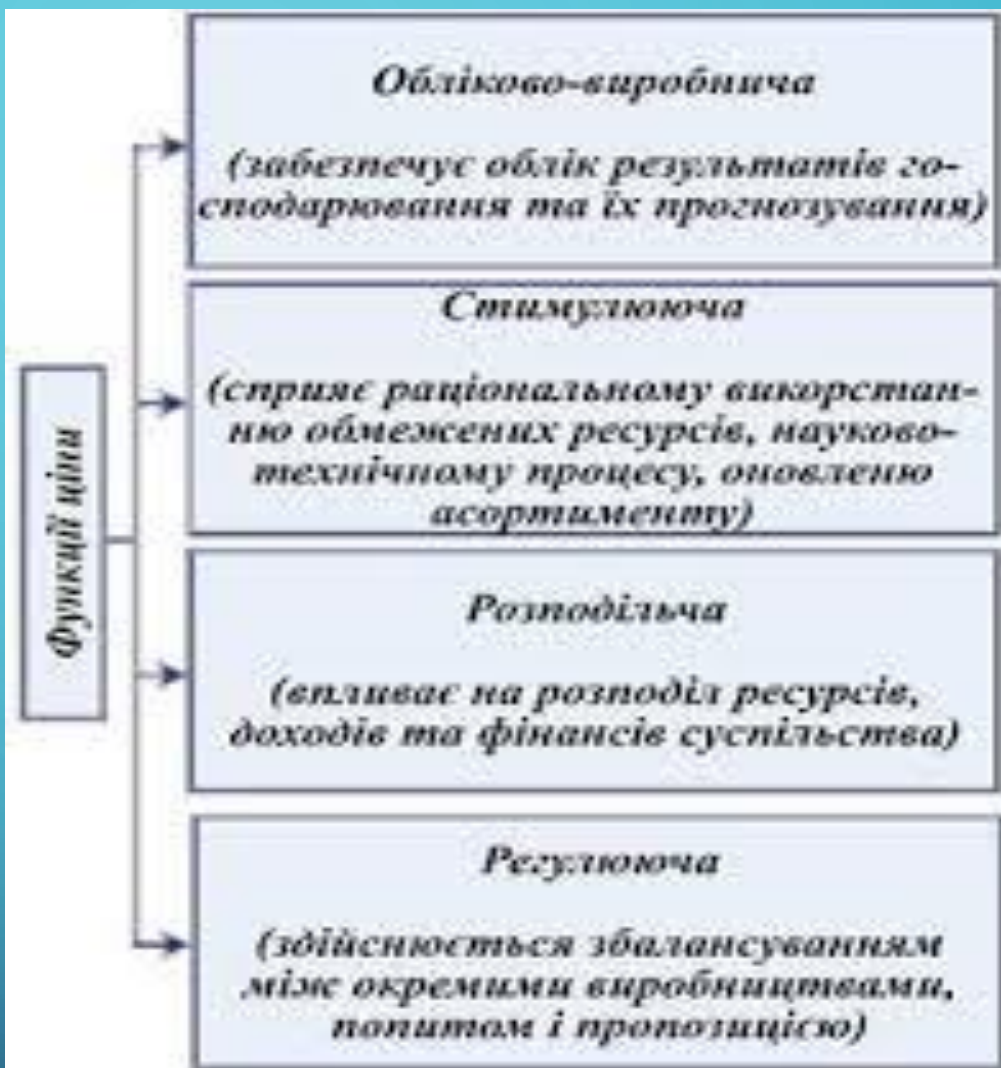 Функції ціни
Обліково-виробнича
(забезпечує облік результатів го-
сподарювання та їх прогнозування)
Стимулююча
(сприяє раціональному викорстан-
ню обмежених ресурсів, науково-
технічному процесу, оновленю
асортименту)
Розподільча
(впливає на розподіл ресурсів,
доходів та фінансів суспільства)
Регулююча
(здійснюється збалансуванням
між окремими виробництвами,
попитом і пропозицією)